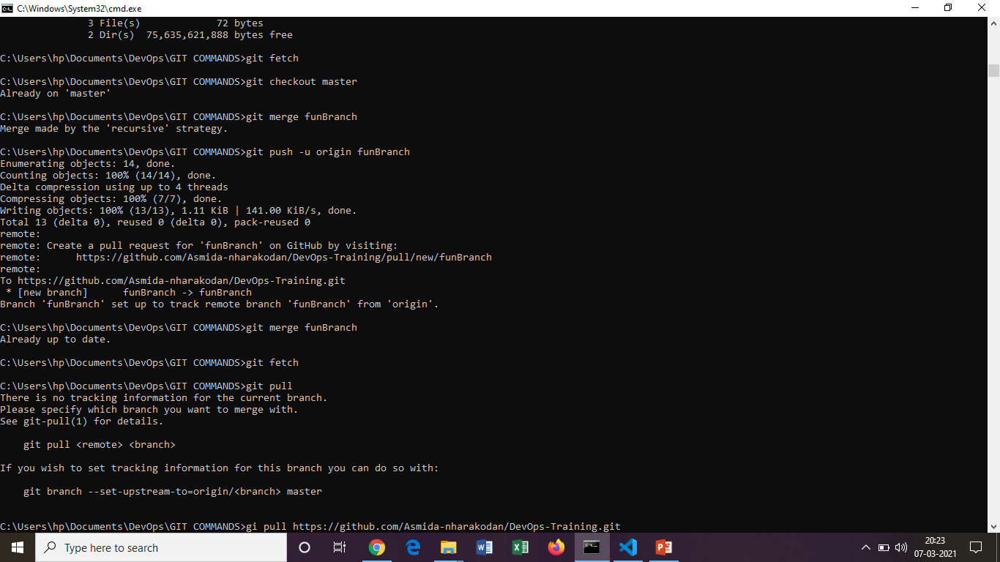 C:\Windows\System32\cmd.exe
3 File(s) 72 bytes
2 Dir(s) 75,635,621,888 bytes free
C:\Users\hp\Documents\DevOps\GIT COMMANDS>git fetch
C:\Users\hp\Documents\DevOps\GIT COMMANDS>git checkout master
Already on 'master'
C:\Users\hp\Documents\DevOps\GIT COMMANDS>git merge funBranch
Merge made by the 'recursive' strategy.
C:\Users\hp\Documents\DevOps\GIT COMMANDS>git push -u origin funBranch
Enumerating objects: 14, done.
Counting objects: 100% (14/14), done.
Delta compression using up to 4 threads
Compressing objects: 100% (7/7), done.
Writing objects: 100% (13/13), 1.11 KiB | 141.00 KiB/s, done.
Total 13 (delta 0), reused 0 (delta 0), pack-reused 0
remote:
remote: Create a pull request for 'funBranch' on GitHub by visiting:
remote:      https://github.com/Asmida-nharakodan/DevOps-Training/pull/new/funBranch
remote:
To https://github.com/Asmida-nharakodan/DevOps-Training.git
 * [new branch]      funBranch -> funBranch
Branch 'funBranch' set up to track remote branch 'funBranch' from 'origin'.
C:\Users\hp\Documents\DevOps\GIT COMMANDS>git merge funBranch
Already up to date.
C:\Users\hp\Documents\DevOps\GIT COMMANDS>git fetch
C:\Users\hp\Documents\DevOps\GIT COMMANDS>git pull
There is no tracking information for the current branch.
Please specify which branch you want to merge with.
See git-pull(1) for details.
git pull <remote> <branch>
If you wish to set tracking information for this branch you can do so with:
git branch --set-upstream-to=origin/<branch> master
C:\Users\hp\Documents\DevOps\GIT COMMANDS>gi pull https://github.com/Asmida-nharakodan/DevOps-Training.git
Type here to search
20:23
07-03-2021